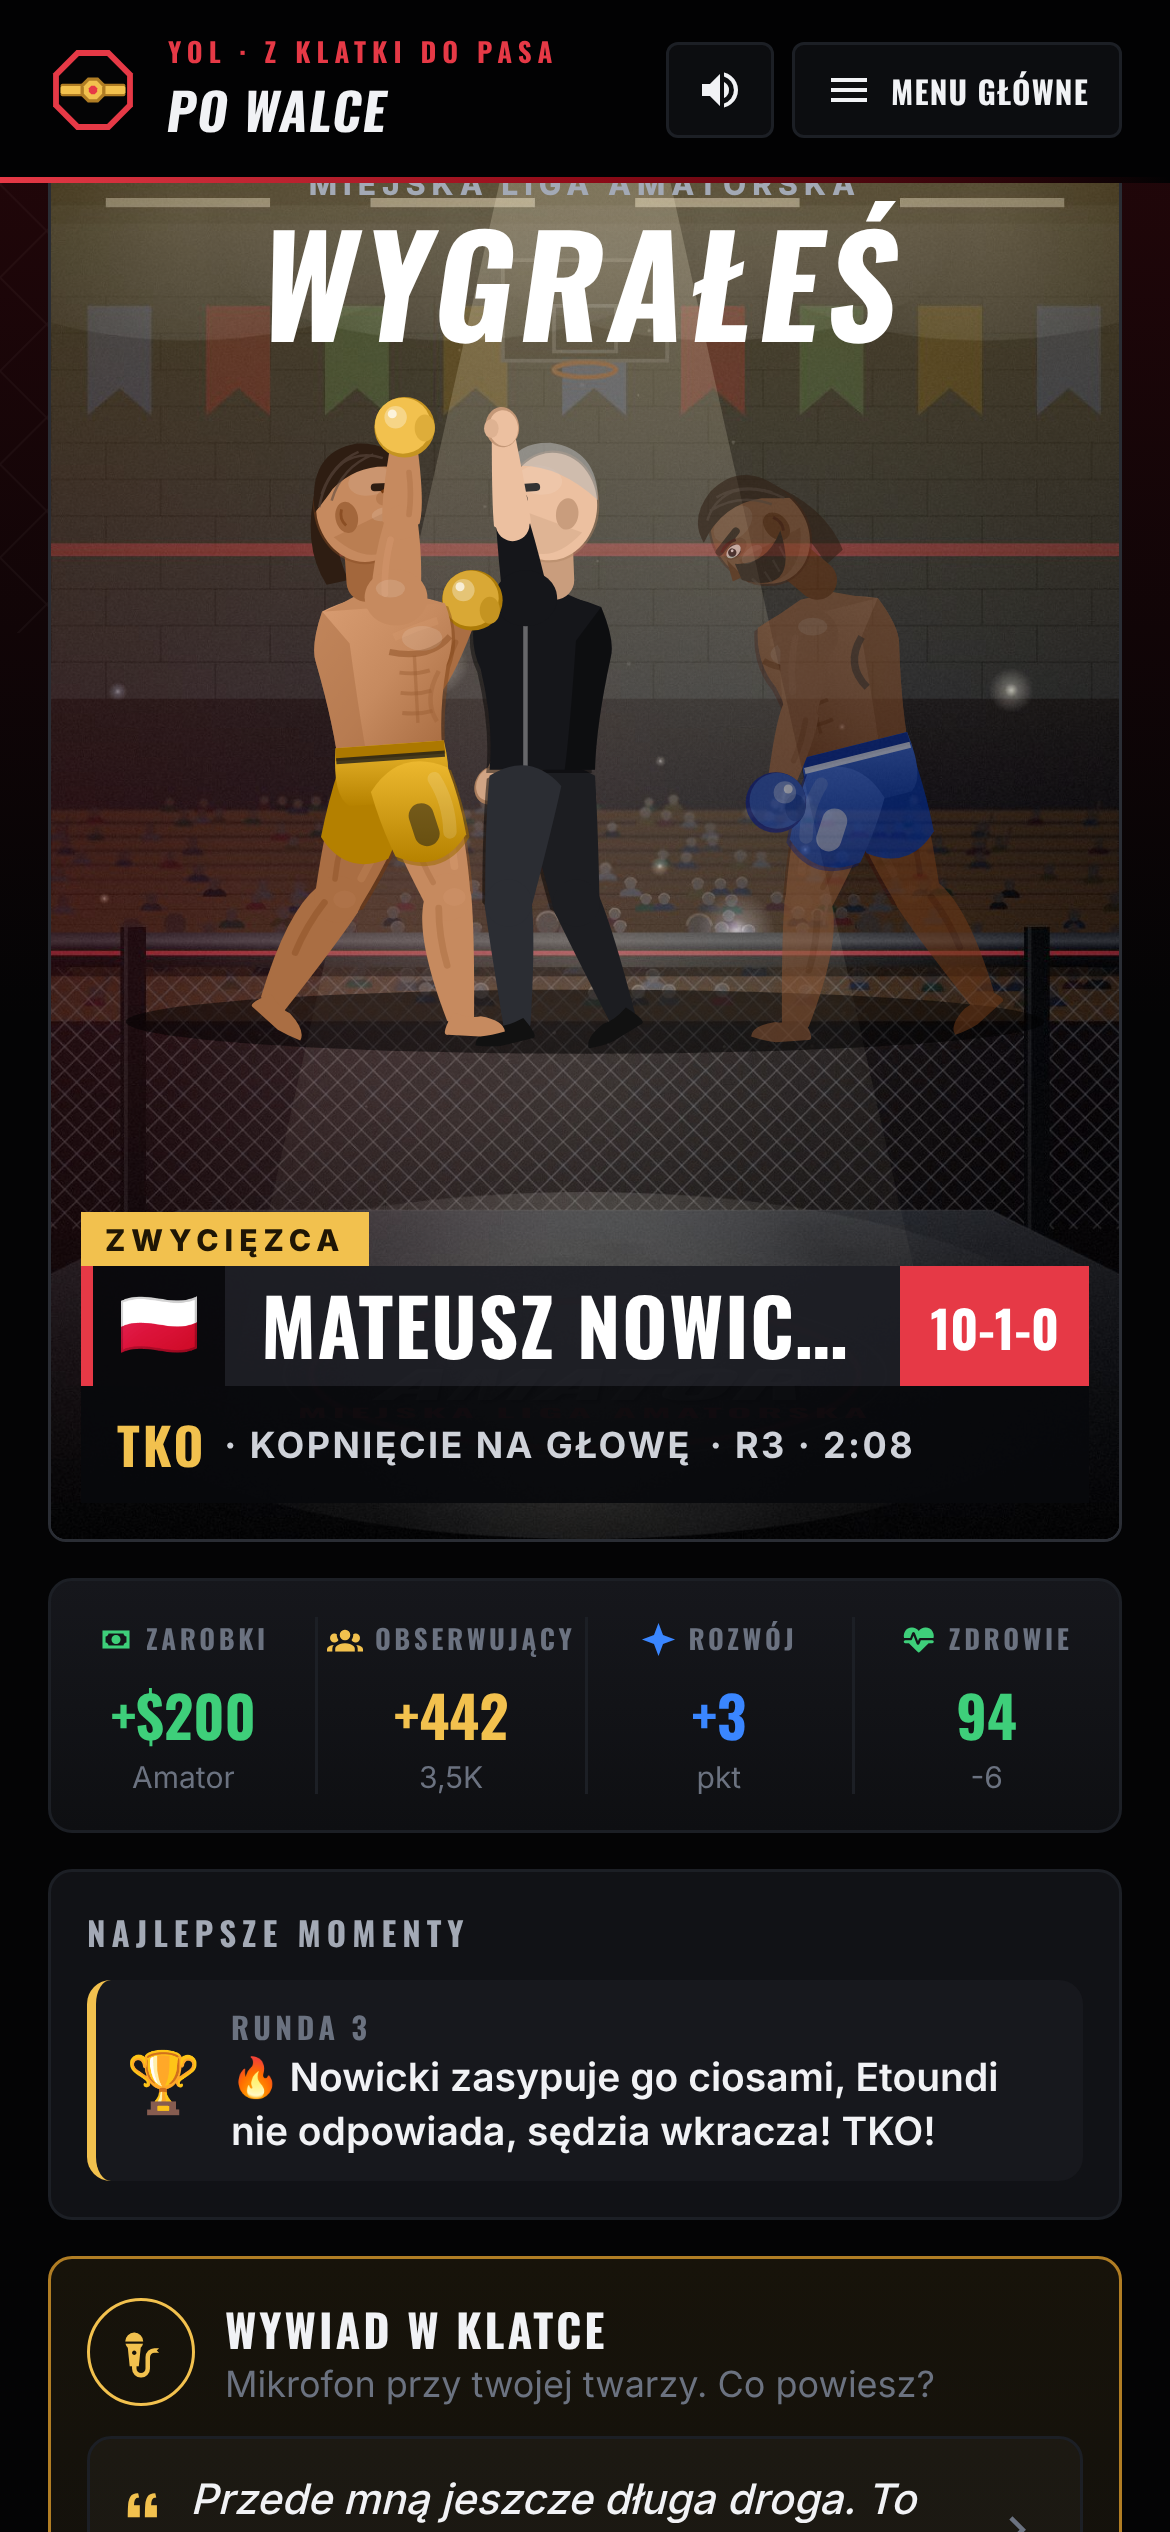 YOL · Z KLATKI DO PASA
PO WALCE
MENU GŁÓWNE
MIEJSKA LIGA AMATORSKA
WYGRAŁEŚ
ZWYCIĘZCA
MATEUSZ NOWIC...
10-1-0
TKO · KOPNIĘCIE NA GŁOWĘ · R3 · 2:08
ZAROBKI
+$200
Amator
OBSERWUJĄCY
+442
3,5K
ROZWÓJ
+3
pkt
ZDROWIE
94
-6
NAJLEPSZE MOMENTY
RUNDA 3
🔥 Nowicki zasypuje go ciosami, Etoundi
nie odpowiada, sędzia wkracza! TKO!
WYWIAD W KLATCE
Mikrofon przy twojej twarzy. Co powiesz?
Przede mną jeszcze długa droga. To